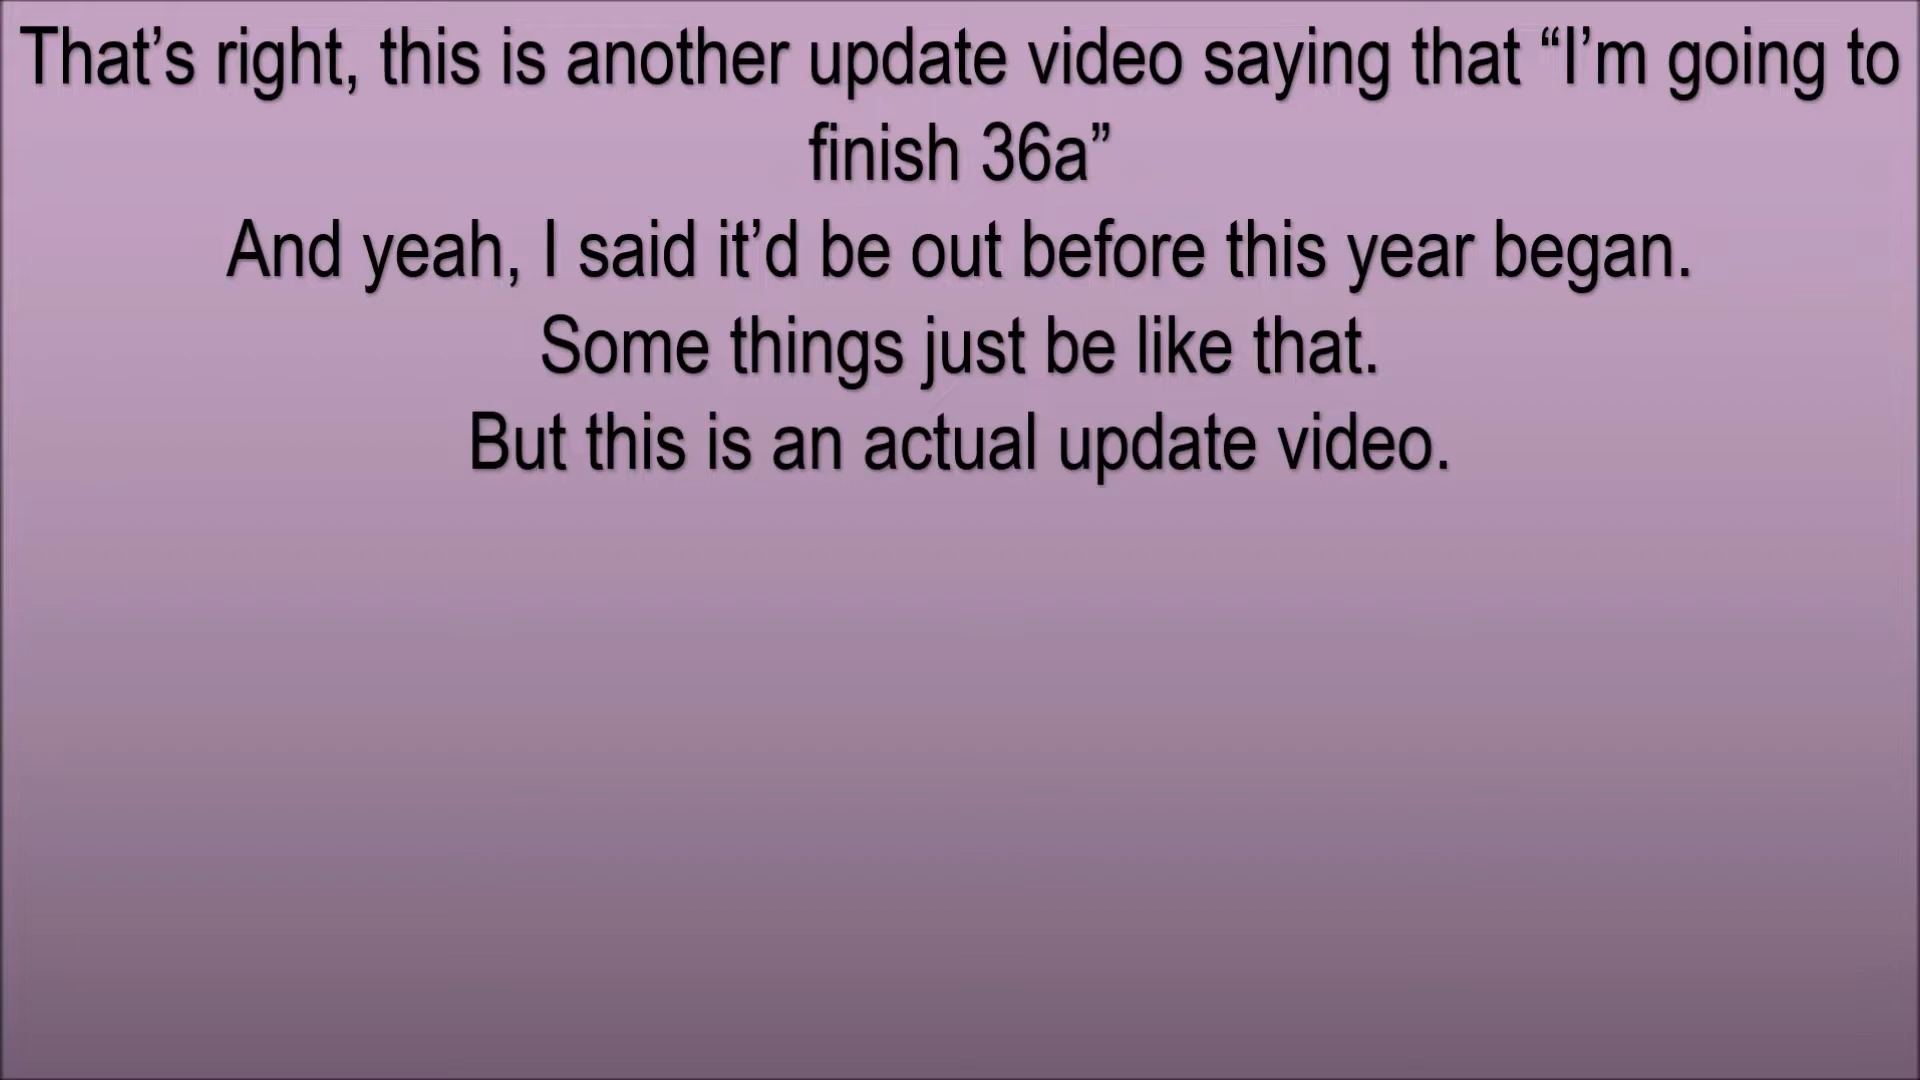 That’s right, this is another update video saying that “I’m going to
finish 36a”
And yeah, I said it’d be out before this year began.
Some things just be like that.
But this is an actual update video.